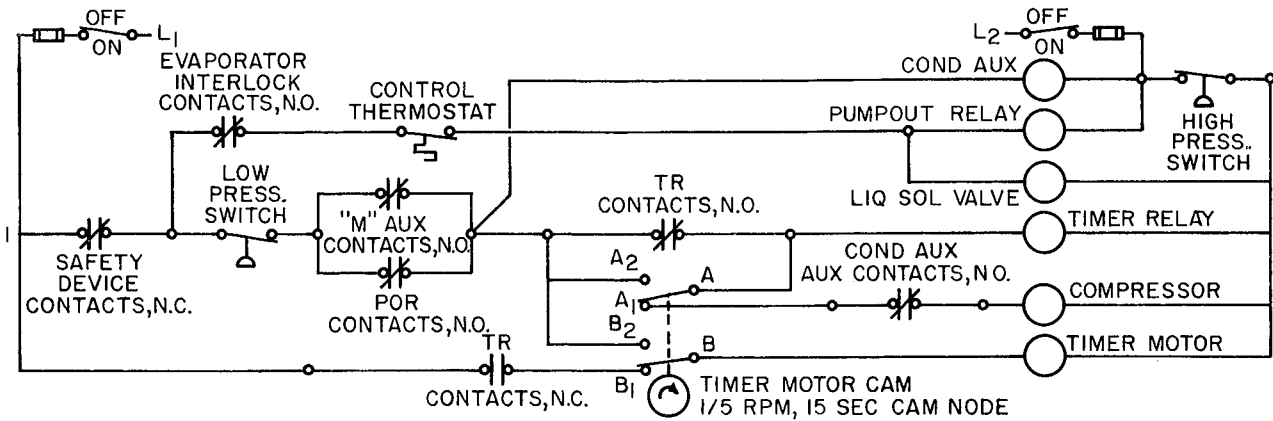 OFF
ON
L1
OFF
L2
ON
EVAPORATOR
INTERLOCK
CONTACTS, N.O.
CONTROL
THERMOSTAT
COND AUX
PUMPOUT RELAY
HIGH
PRESS..
SWITCH
LOW
PRESS.
SWITCH
"M" AUX
CONTACTS, N.O.
TR
CONTACTS, N.O.
LIQ SOL VALVE
TIMER RELAY
1
SAFETY
DEVICE
CONTACTS, N.C.
POR
CONTACTS, N.O.
A2
A
A1
COND AUX
AUX CONTACTS, N O.
COMPRESSOR
B2
B
B1
TIMER MOTOR
TR
CONTACTS, N.C.
TIMER MOTOR CAM
1/5 RPM, 15 SEC CAM NODE